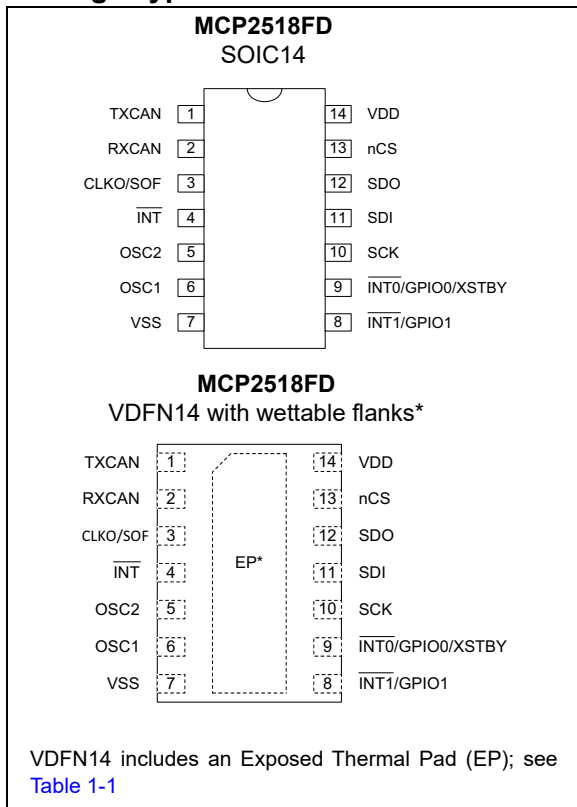 MCP2518FD
SOIC14
TXCAN 1 14 VDD
RXCAN 2 13 nCS
CLKO/SOF 3 12 SDO
INT 4 11 SDI
OSC2 5 10 SCK
OSC1 6 9 INT0/GPIO0/XSTBY
VSS 7 8 INT1/GPIO1
MCP2518FD
VDFN14 with wettable flanks*
TXCAN 1 14 VDD
RXCAN 2 13 nCS
CLKO/SOF 3 12 SDO
INT 4 EP* 11 SDI
OSC2 5 10 SCK
OSC1 6 9 INT0/GPIO0/XSTBY
VSS 7 8 INT1/GPIO1
VDFN14 includes an Exposed Thermal Pad (EP); see
Table 1-1